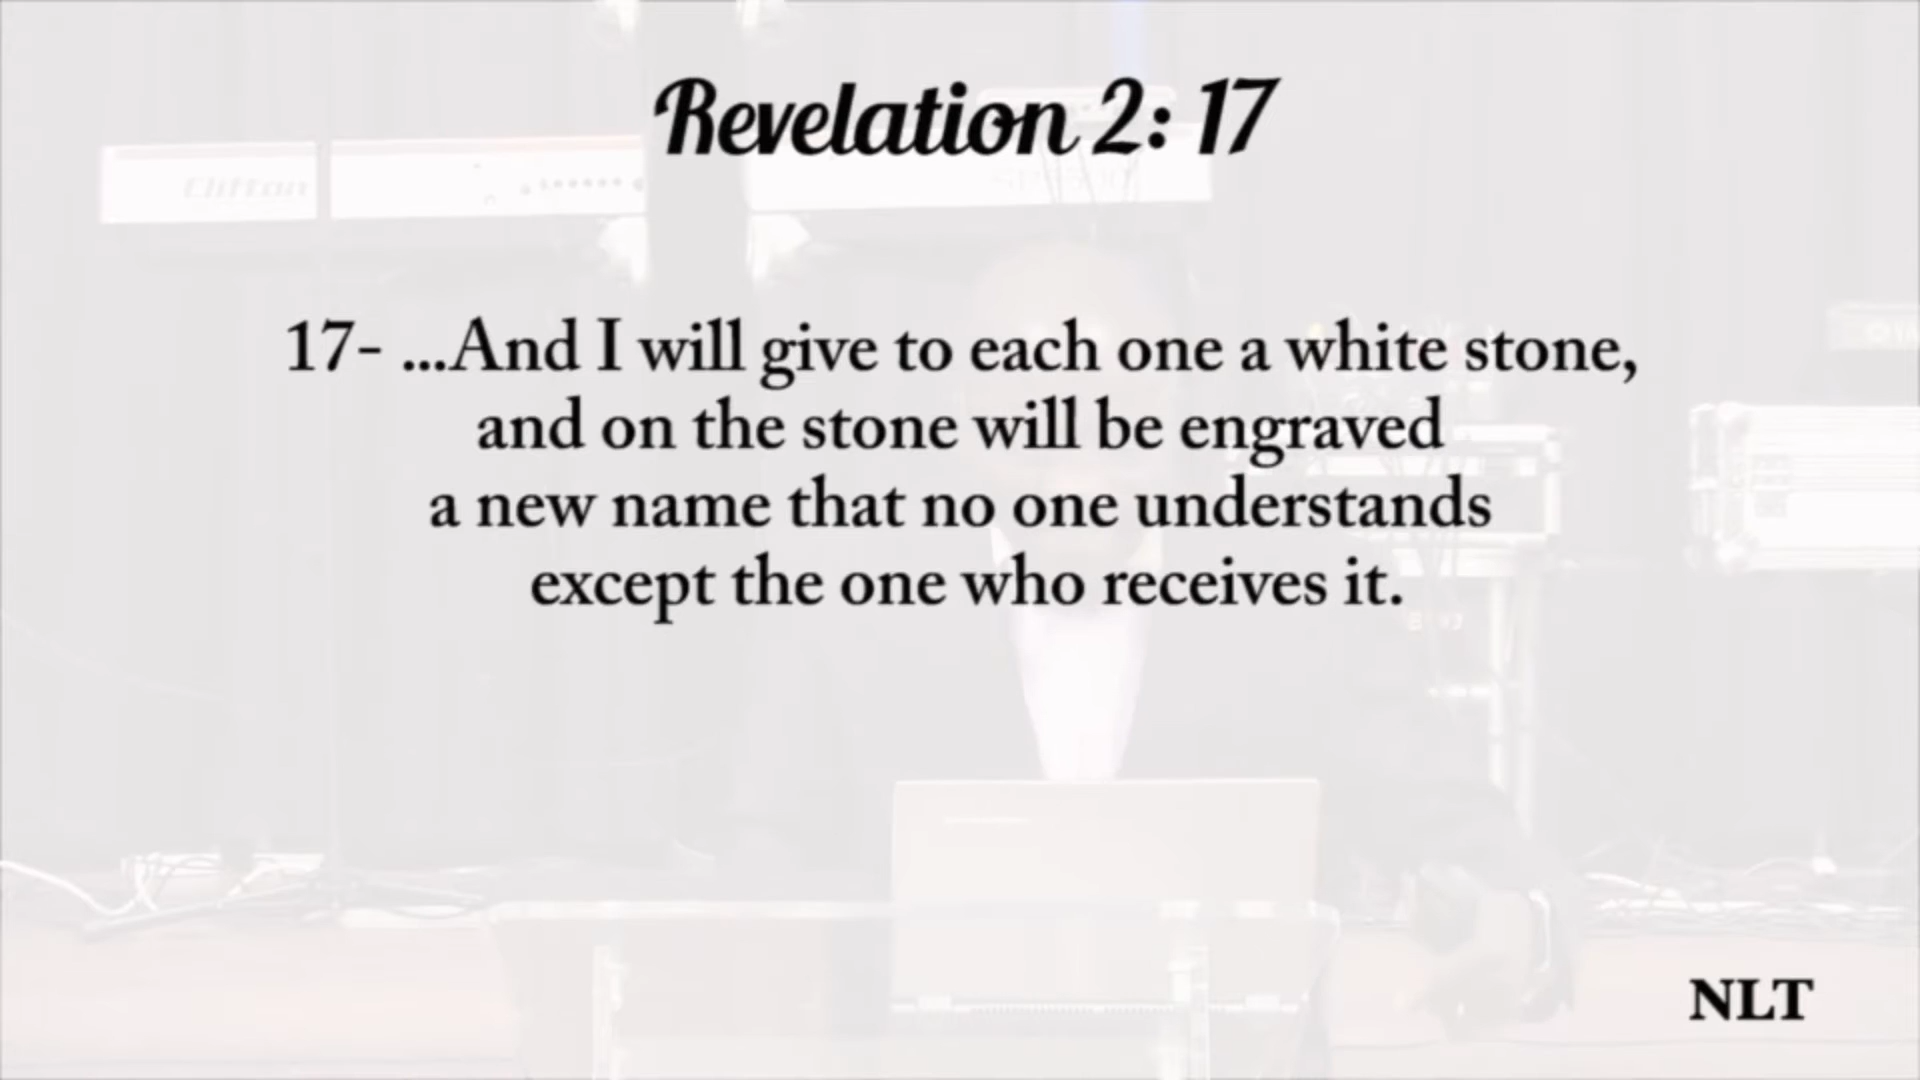 Revelation 2: 17
Clifton
17- ...And I will give to each one a white stone,
and on the stone will be engraved
a new name that no one understands
except the one who receives it.
NLT